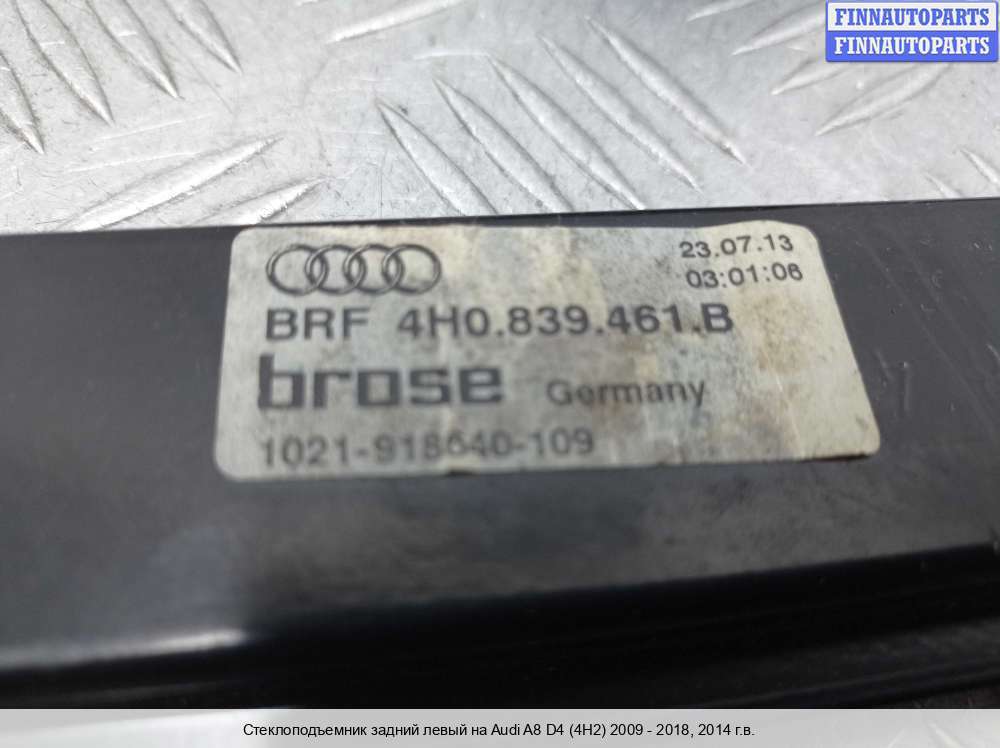 FINNAUTOPARTS
FINNAUTOPARTS
23.07.13
03:01:06
BRF 4H0.839.461.B
brose Germany
1021-918640-109
Стеклоподъемник задний левый на Audi A8 D4 (4H2) 2009 - 2018, 2014 г.в.